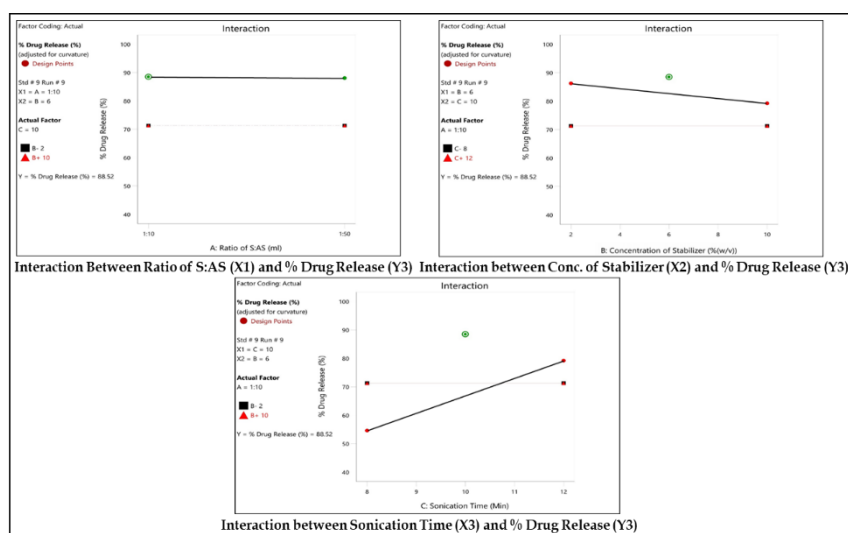 Factor Coding: Actual
Interaction
% Drug Release (%)
(adjusted for curvature)
Design Points
Std # 9 Run # 9
X1 = A = 1:10
X2 = B = 6
Actual Factor
C = 10
B- 2
B+ 10
Y = % Drug Release (%) = 88.52
% Drug Release (%)
100
90
80
70
60
50
40
1:10
1:50
A: Ratio of S:AS (ml)
Interaction Between Ratio of S:AS (X1) and % Drug Release (Y3)
Factor Coding: Actual
Interaction
% Drug Release (%)
(adjusted for curvature)
Design Points
Std # 9 Run # 9
X1 = B = 6
X2 = C = 10
Actual Factor
A = 1:10
C- 8
C+ 12
Y = % Drug Release (%) = 88.52
% Drug Release (%)
100
90
80
70
60
50
40
2
4
6
8
10
B: Concentration of Stabilizer (%(w/v))
Interaction between Conc. of Stabilizer (X2) and % Drug Release (Y3)
Factor Coding: Actual
Interaction
% Drug Release (%)
(adjusted for curvature)
Design Points
Std # 9 Run # 9
X1 = C = 10
X2 = B = 6
Actual Factor
A = 1:10
B- 2
B+ 10
Y = % Drug Release (%) = 88.52
% Drug Release (%)
100
90
80
70
60
50
40
8
9
10
11
12
C: Sonication Time (Min)
Interaction between Sonication Time (X3) and % Drug Release (Y3)